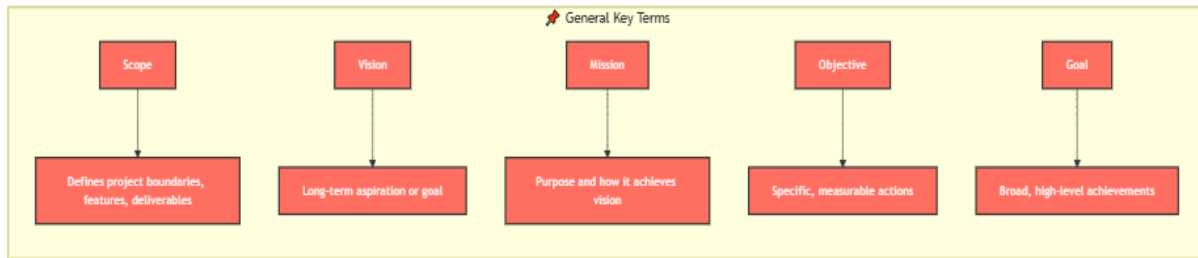 📌 General Key Terms
Scope
Vision
Mission
Objective
Goal
Defines project boundaries,
features, deliverables
Long-term aspiration or goal
Purpose and how it achieves
vision
Specific, measurable actions
Broad, high-level achievements